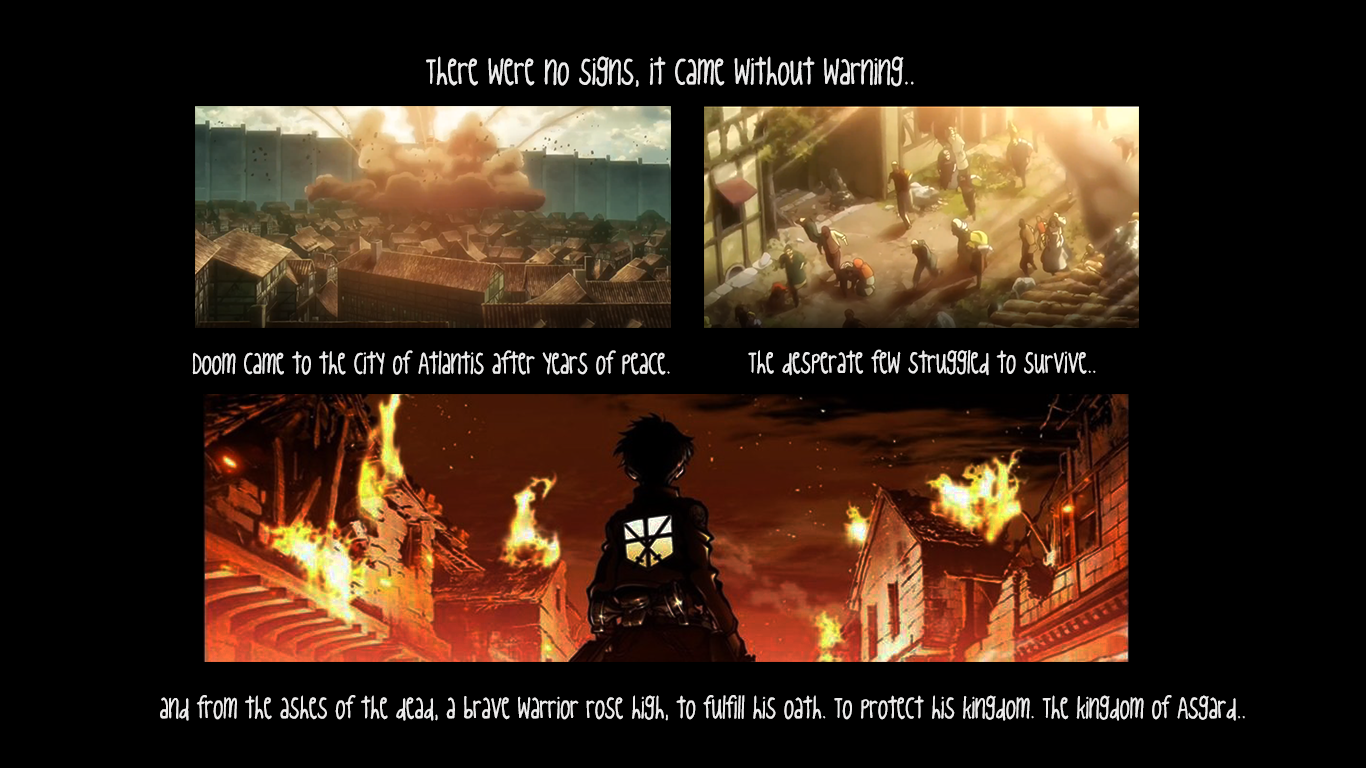 There were no signs, it came without warning..
Doom came to the city of Atlantis after years of peace.
The desperate few struggled to survive..
and from the ashes of the dead, a brave warrior rose high, to fulfill his oath. To protect his kingdom. The kingdom of Asgard..